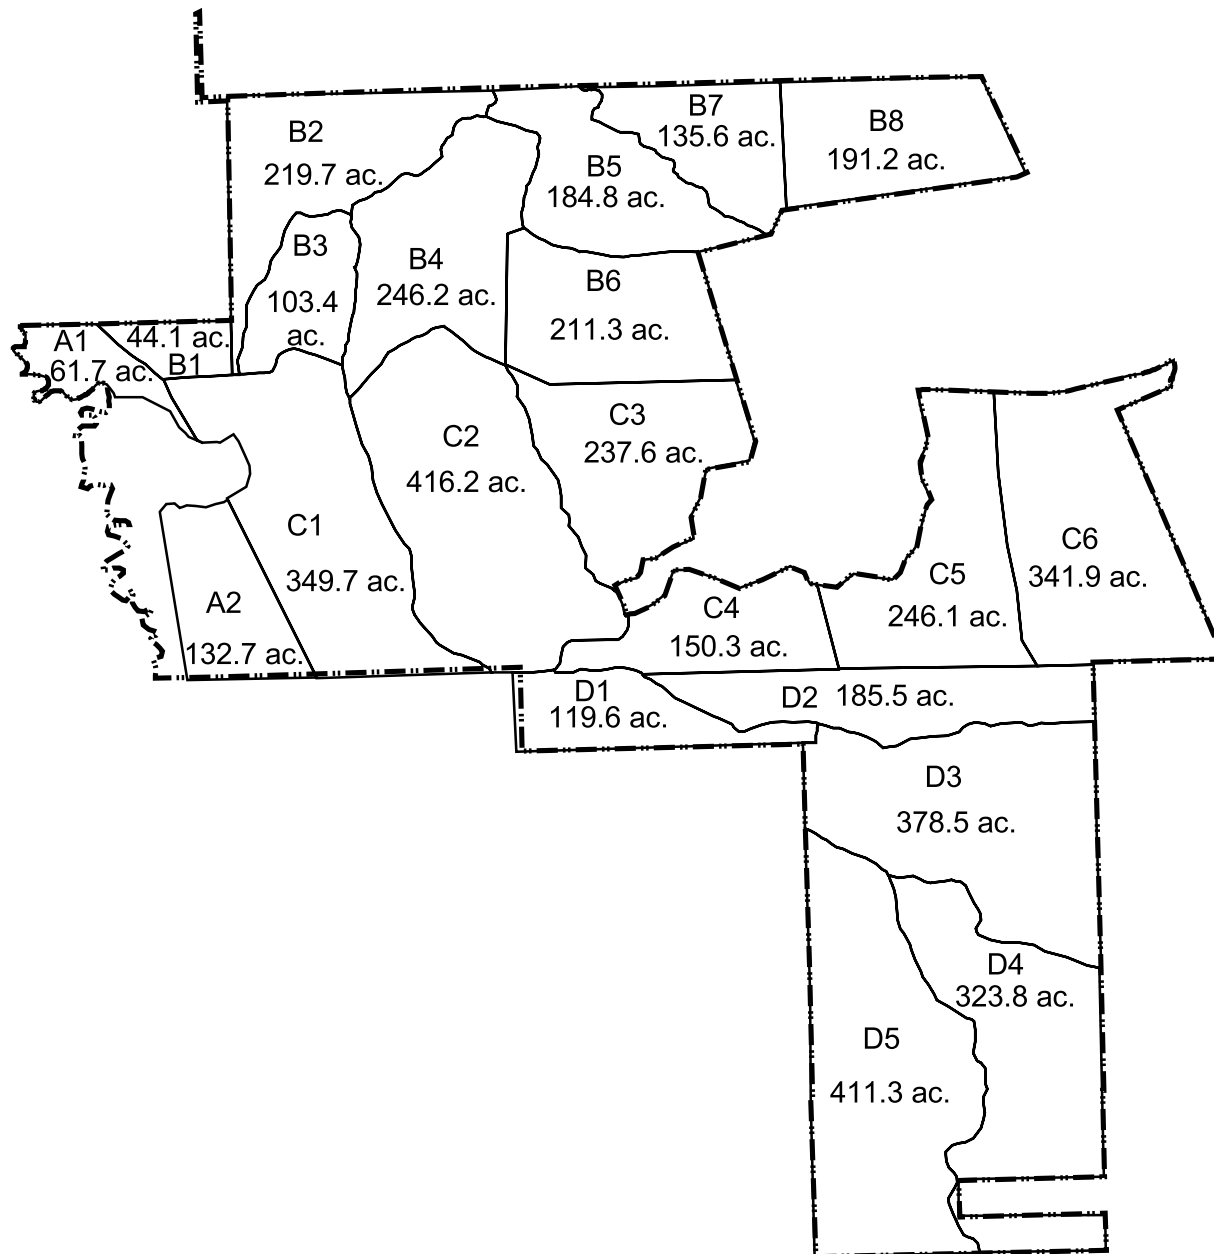 B7
135.6 ac.
B8
191.2 ac.
B2
219.7 ac.
B5
184.8 ac.
B3
103.4
ac.
B4
246.2 ac.
B6
211.3 ac.
A1
61.7 ac.
44.1 ac.
B1
C3
237.6 ac.
C2
416.2 ac.
C1
349.7 ac.
C6
341.9 ac.
C5
246.1 ac.
C4
150.3 ac.
A2
132.7 ac.
D1
119.6 ac.
D2 185.5 ac.
D3
378.5 ac.
D4
323.8 ac.
D5
411.3 ac.